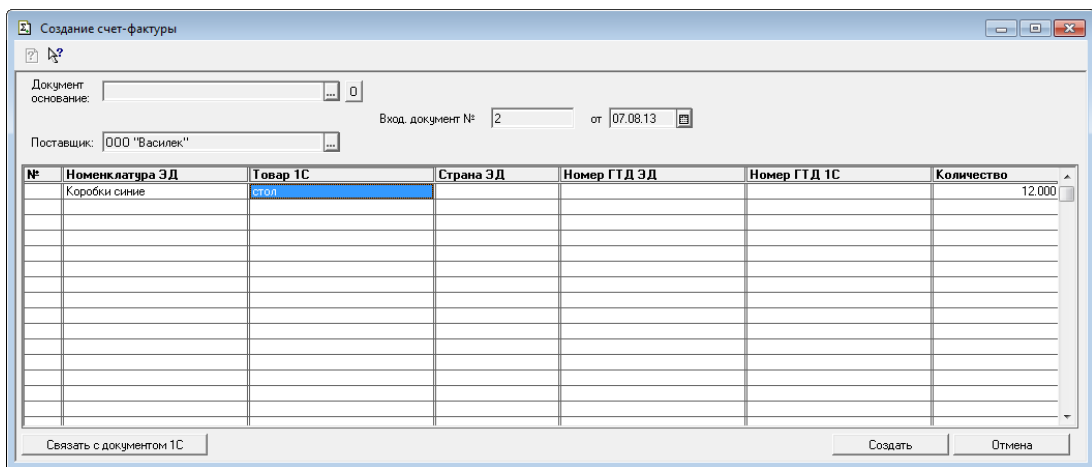 Создание счет-фактуры
Документ
основание: ... 0
Вход. документ № 2 от 07.08.13
Поставщик: ООО "Василек" ...
№ Номенклатура ЭД Товар 1С Страна ЭД Номер ГТД ЭД Номер ГТД 1С Количество
Коробки синие стол 12.000
Связать с документом 1С Создать Отмена